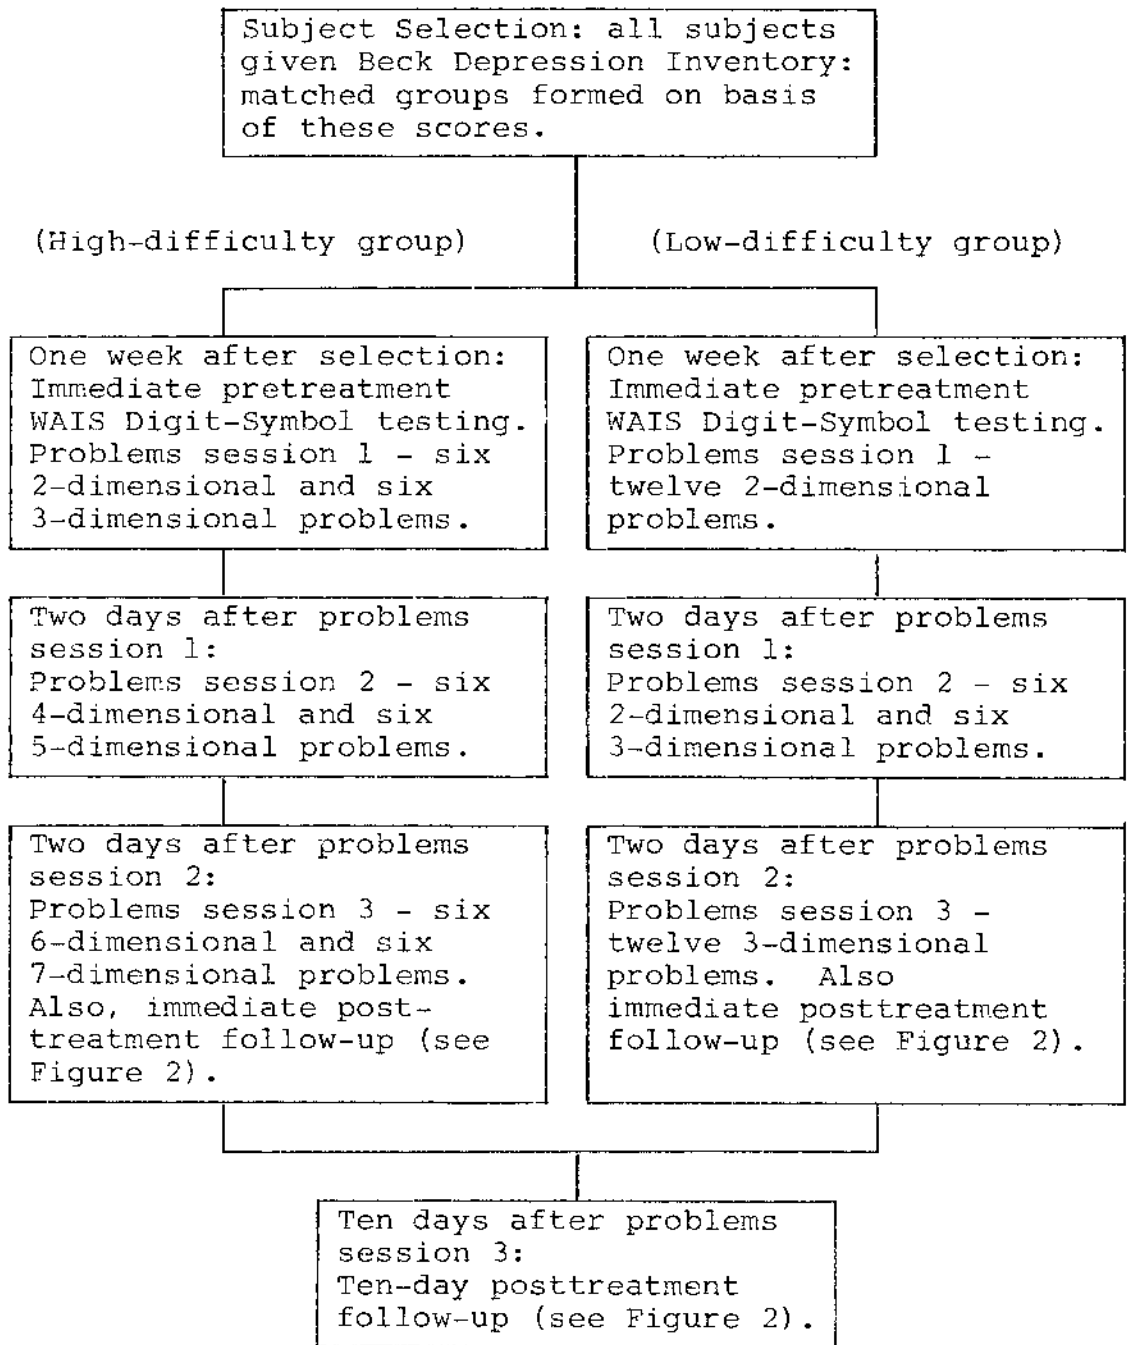 Subject Selection: all subjects
given Beck Depression Inventory:
matched groups formed on basis
of these scores.
(High-difficulty group)
(Low-difficulty group)
One week after selection:
Immediate pretreatment
WAIS Digit-Symbol testing.
Problems session 1 - six
2-dimensional and six
3-dimensional problems.
One week after selection:
Immediate pretreatment
WAIS Digit-Symbol testing.
Problems session 1 -
twelve 2-dimensional
problems.
Two days after problems
session 1:
Problems session 2 - six
4-dimensional and six
5-dimensional problems.
Two days after problems
session 1:
Problems session 2 - six
2-dimensional and six
3-dimensional problems.
Two days after problems
session 2:
Problems session 3 - six
6-dimensional and six
7-dimensional problems.
Also, immediate post-
treatment follow-up (see
Figure 2).
Two days after problems
session 2:
Problems session 3 -
twelve 3-dimensional
problems. Also
immediate posttreatment
follow-up (see Figure 2).
Ten days after problems
session 3:
Ten-day posttreatment
follow-up (see Figure 2).